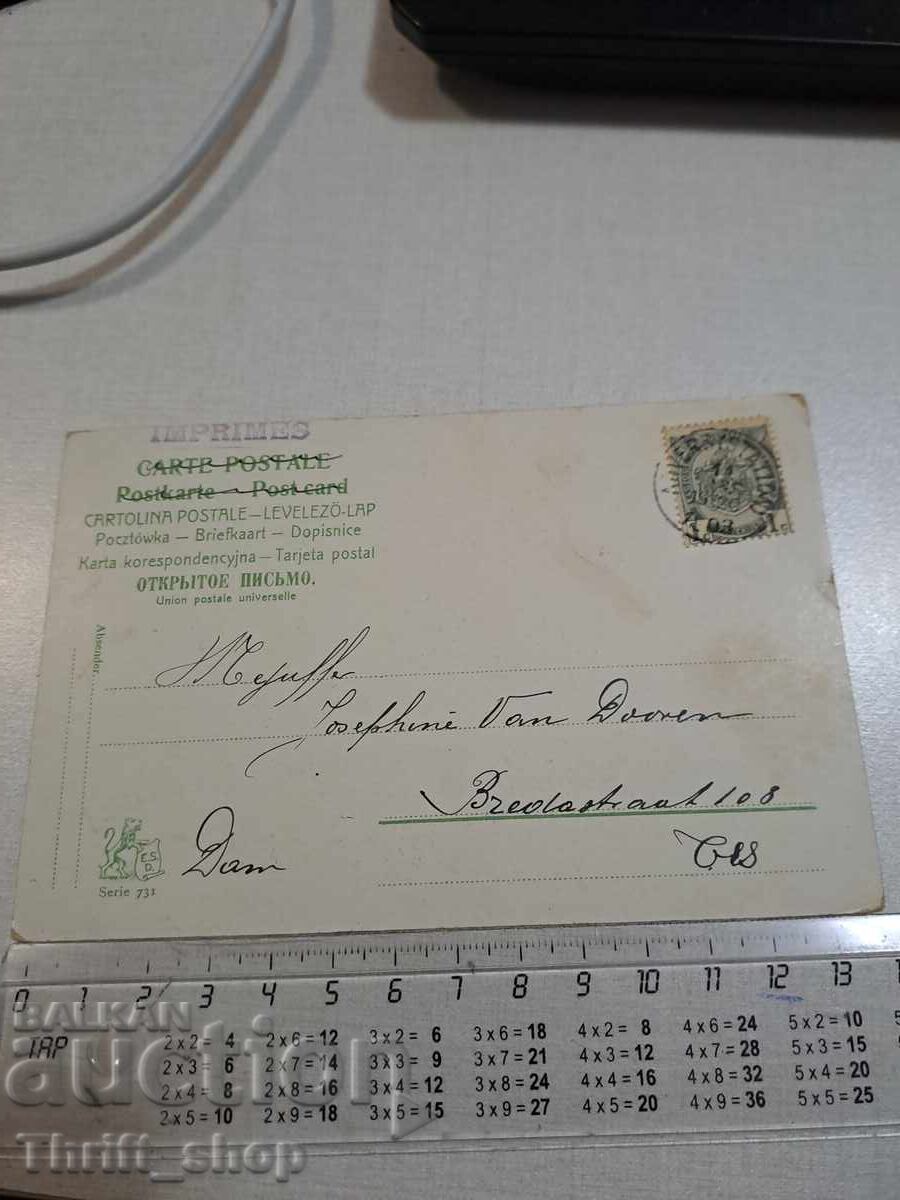 IMPRIMES
CARTE POSTALE
Postkarte - Post card
CARTOLINA POSTALE — LEVELEZÖ-LAP
Pocztówka — Briefkaart — Dopisnice
Karta korespondencyjna — Tarjeta postal
ОТКРЫТОЕ ПИСЬМО.
Union postale universelle
Absender.
Mejuffer
Josephine Van Dooren
Bredastraat 108
Dam
E.S.
D.
Serie 731
03
1
0 1 2 3 4 5 6 7 8 9 10 11 12 13 1
2 x 2 = 4 2 x 6 = 12 3 x 2 = 6 3 x 6 = 18 4 x 2 = 8 4 x 6 = 24 5 x 2 = 10 5
2 x 3 = 6 2 x 7 = 14 3 x 3 = 9 3 x 7 = 21 4 x 3 = 12 4 x 7 = 28 5 x 3 = 15
2 x 4 = 8 2 x 8 = 16 3 x 4 = 12 3 x 8 = 24 4 x 4 = 16 4 x 8 = 32 5 x 4 = 20
2 x 5 = 10 2 x 9 = 18 3 x 5 = 15 3 x 9 = 27 4 x 5 = 20 4 x 9 = 36 5 x 5 = 25
BALKAN
auction
Thrift_shop